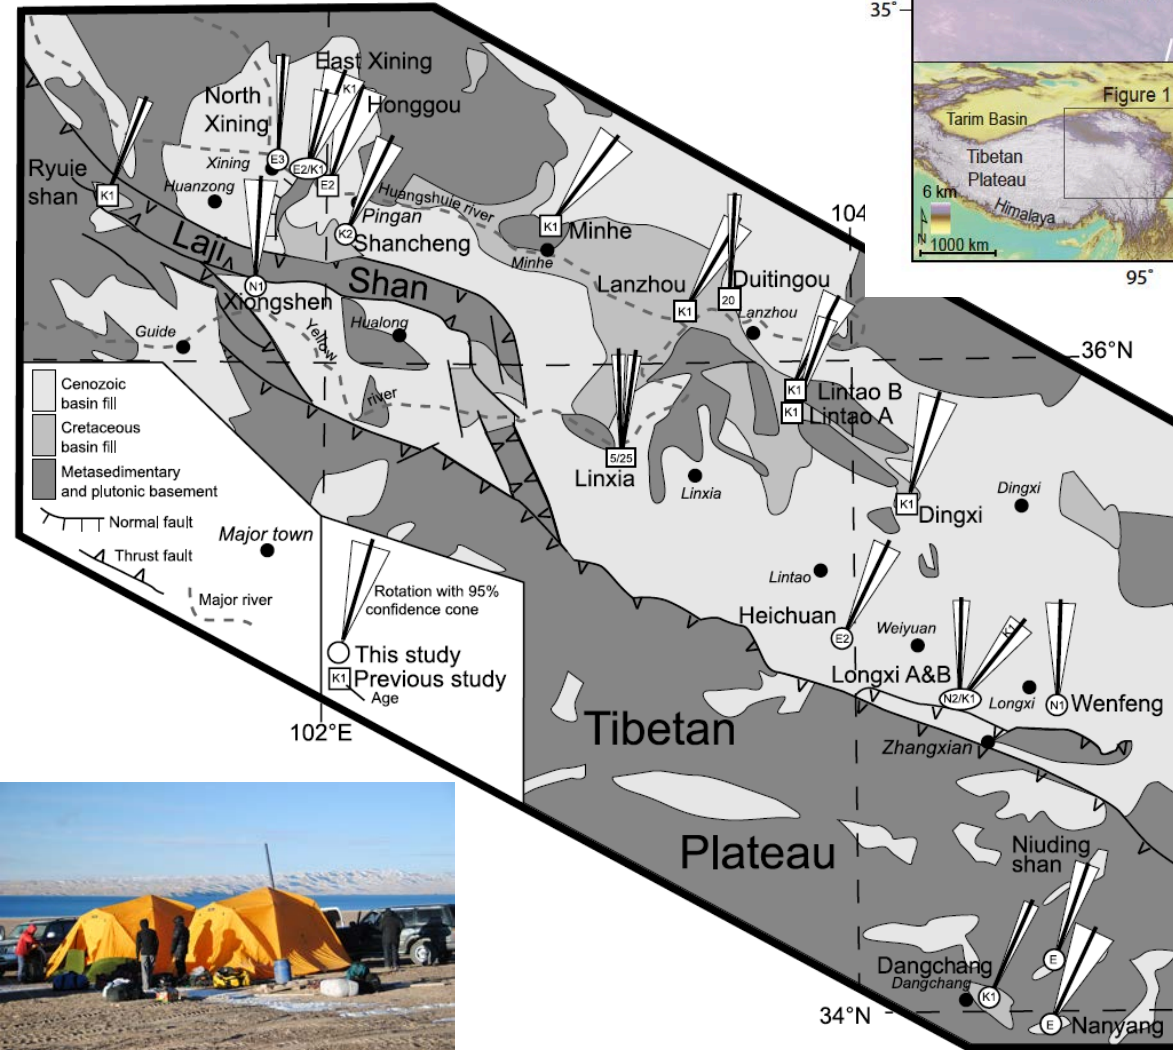 35°
Figure 1
Tarim Basin
Tibetan
Plateau
Himalaya
6 km
N
1000 km
95°
104
East Xining
North
Xining
K1
K1
Honggou
Xining
E3
E2/K1
E2
Ryuie
shan
K1
Huanzong
Huangshuie river
Pingan
K2
Shancheng
K1
Minhe
Minhe
Laji
Shan
N1
Xiongshen
Lanzhou
K1
Duitingou
20
Lanzhou
Guide
Yellow
river
Hualong
36°N
K1
Lintao B
K1
Lintao A
5/25
Linxia
Linxia
K1
Dingxi
Dingxi
Cenozoic
basin fill
Cretaceous
basin fill
Metasedimentary
and plutonic basement
Normal fault
Thrust fault
Major river
Major town
Rotation with 95%
confidence cone
This study
K1
Previous study
Age
102°E
Lintao
Heichuan
E2
Weiyuan
K1
Longxi A&B
N2/K1
Longxi
N1
Wenfeng
Zhangxian
Tibetan
Plateau
Niuding
shan
E
Dangchang
Dangchang
K1
34°N
E
Nanyang